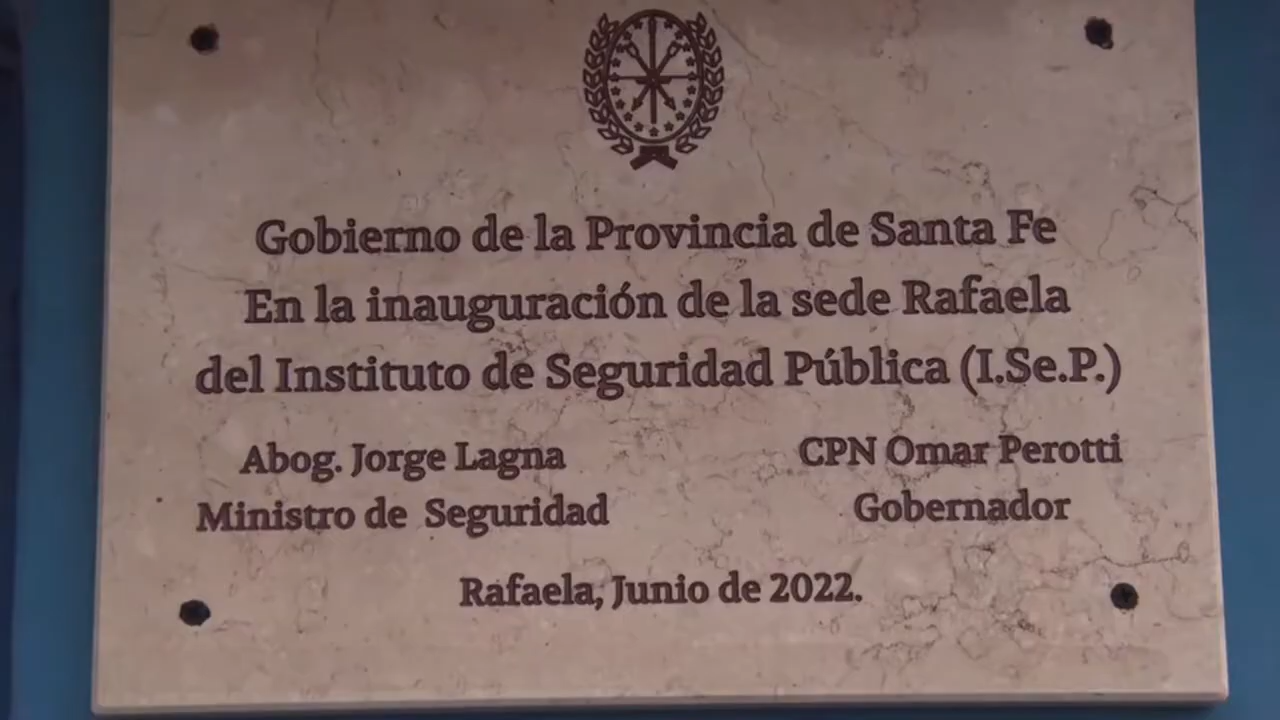 Gobierno de la Provincia de Santa Fe
En la inauguración de la sede Rafaela
del Instituto de Seguridad Pública (I.Se.P.)
Abog. Jorge Lagna
Ministro de Seguridad
CPN Omar Perotti
Gobernador
Rafaela, Junio de 2022.